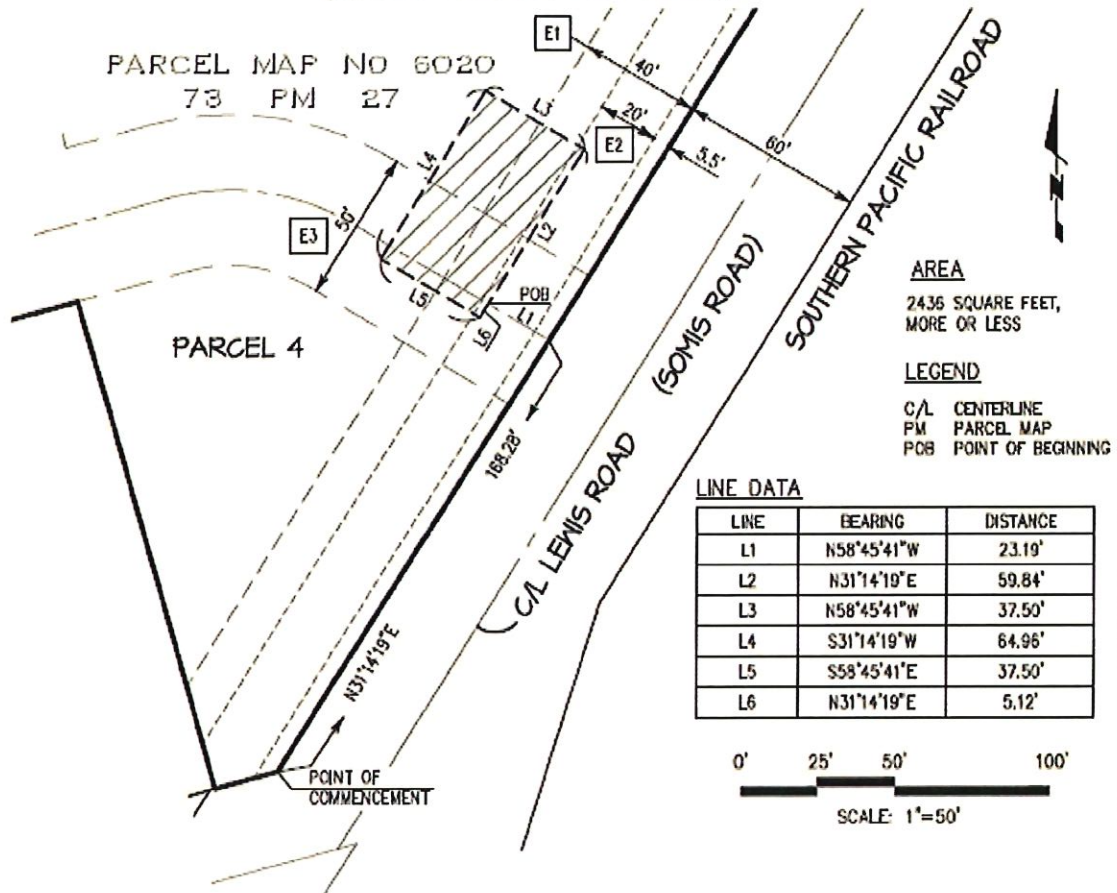 PARCEL MAP NO 6020
73 PM 27
E1
40'
L3
20'
E2
5.5'
60'
L4
E3
50'
L2
POB
L1
L5
L6
PARCEL 4
168.28'
N31°14'19"E
POINT OF
COMMENCEMENT
C/L LEWIS ROAD (SOMIS ROAD)
SOUTHERN PACIFIC RAILROAD
N
AREA
2436 SQUARE FEET,
MORE OR LESS
LEGEND
C/L CENTERLINE
PM PARCEL MAP
POB POINT OF BEGINNING
LINE DATA
LINE BEARING DISTANCE
L1 N58°45'41"W 23.19'
L2 N31°14'19"E 59.84'
L3 N58°45'41"W 37.50'
L4 S31°14'19"W 64.96'
L5 S58°45'41"E 37.50'
L6 N31°14'19"E 5.12'
0' 25' 50' 100'
SCALE: 1"=50'